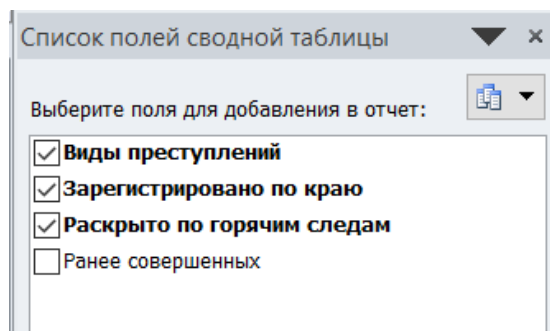 Список полей сводной таблицы
Выберите поля для добавления в отчет:
Виды преступлений
Зарегистрировано по краю
Раскрыто по горячим следам
Ранее совершенных